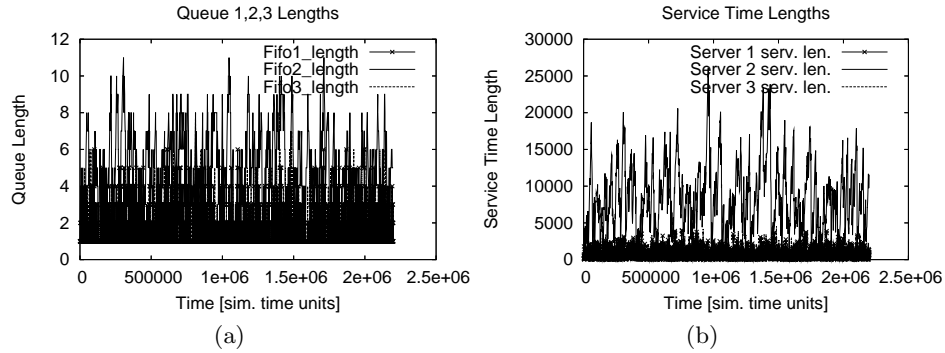 Queue 1,2,3 Lengths
Fifo1_length
Fifo2_length
Fifo3_length
12
10
8
6
4
2
0
Queue Length
0
500000
1e+06
1.5e+06
2e+06
2.5e+06
Time [sim. time units]
(a)
Service Time Lengths
Server 1 serv. len.
Server 2 serv. len.
Server 3 serv. len.
30000
25000
20000
15000
10000
5000
0
Service Time Length
0
500000
1e+06
1.5e+06
2e+06
2.5e+06
Time [sim. time units]
(b)